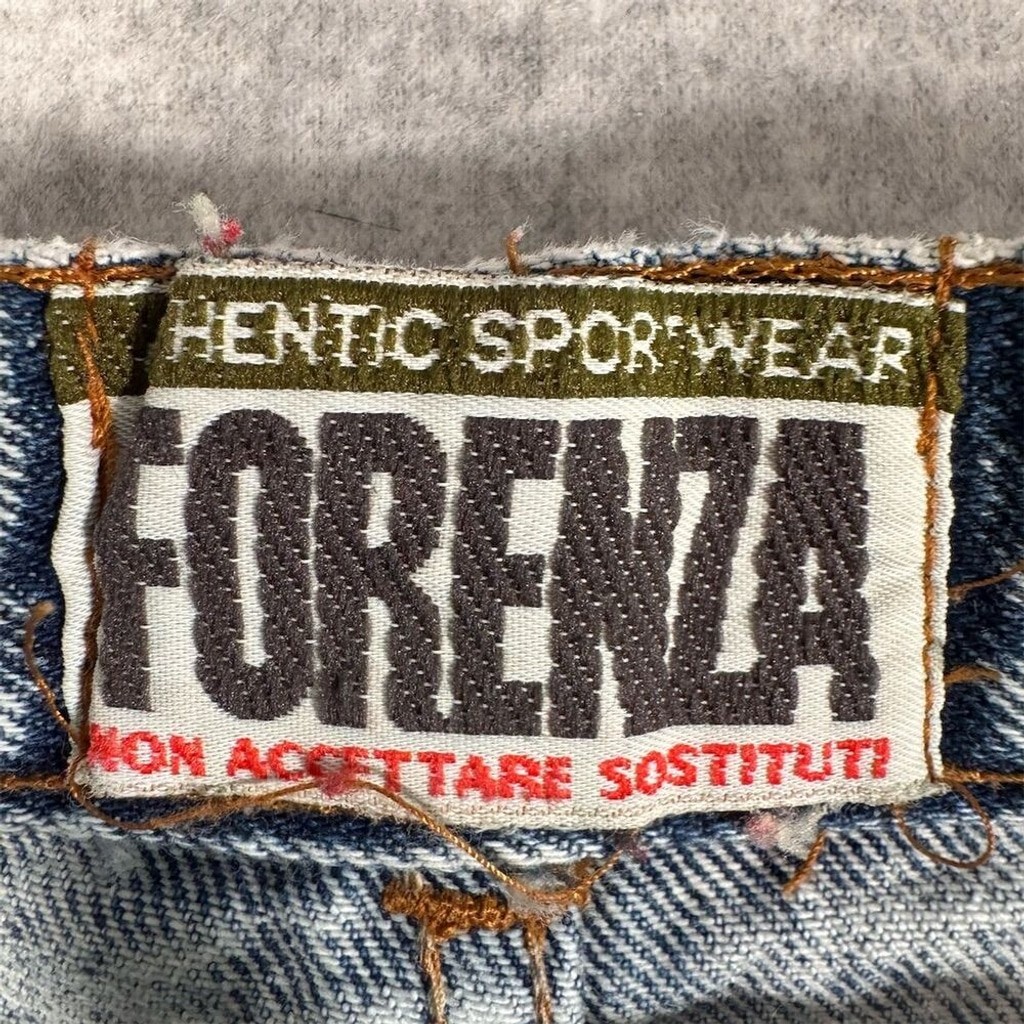 HENTIC SPORTWEAR
FORENZA
NON ACCETTARE SOSTITUTI